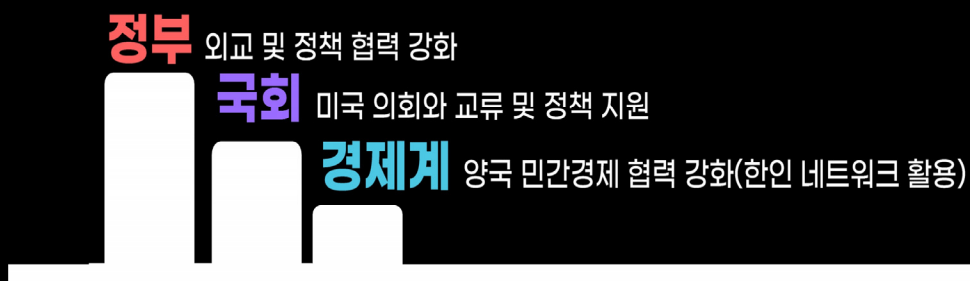 정부 외교 및 정책 협력 강화
국회 미국 의회와 교류 및 정책 지원
경제계 양국 민간경제 협력 강화(한인 네트워크 활용)